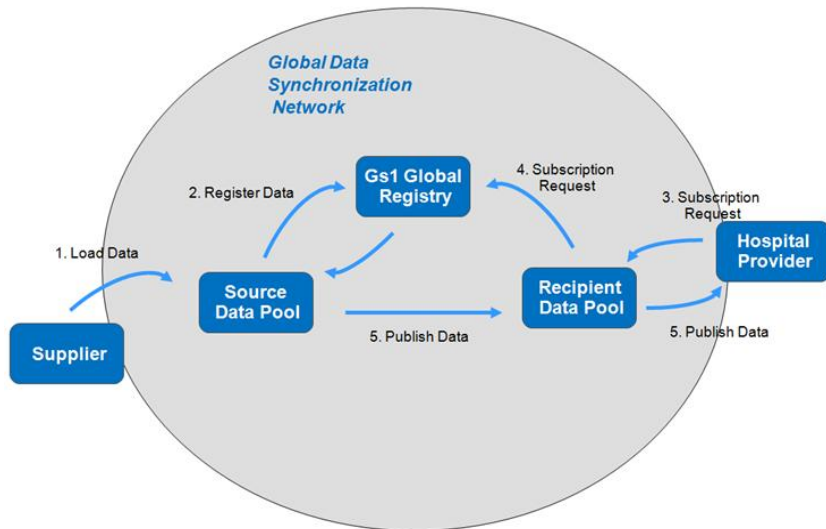 Global Data
Synchronization
Network
Gs1 Global
Registry
2. Register Data
4. Subscription
Request
3. Subscription
Request
1. Load Data
Hospital
Provider
Source
Data Pool
Recipient
Data Pool
5. Publish Data
5. Publish Data
Supplier